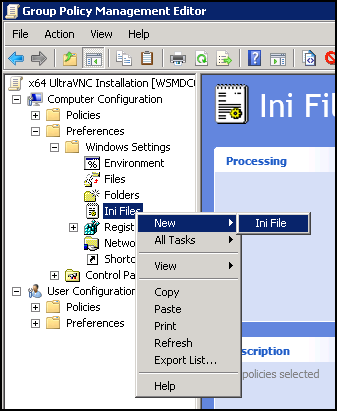 Group Policy Management Editor
File Action View Help
x64 UltraVNC Installation [WSMDC
Computer Configuration
Policies
Preferences
Windows Settings
Environment
Files
Folders
Ini Files
Regist
Netwo
Shortc
Control Pa
User Configuration
Policies
Preferences
New
All Tasks
View
Copy
Paste
Print
Refresh
Export List...
Help
Ini File
Ini Fil
Processing
scription
policies selected